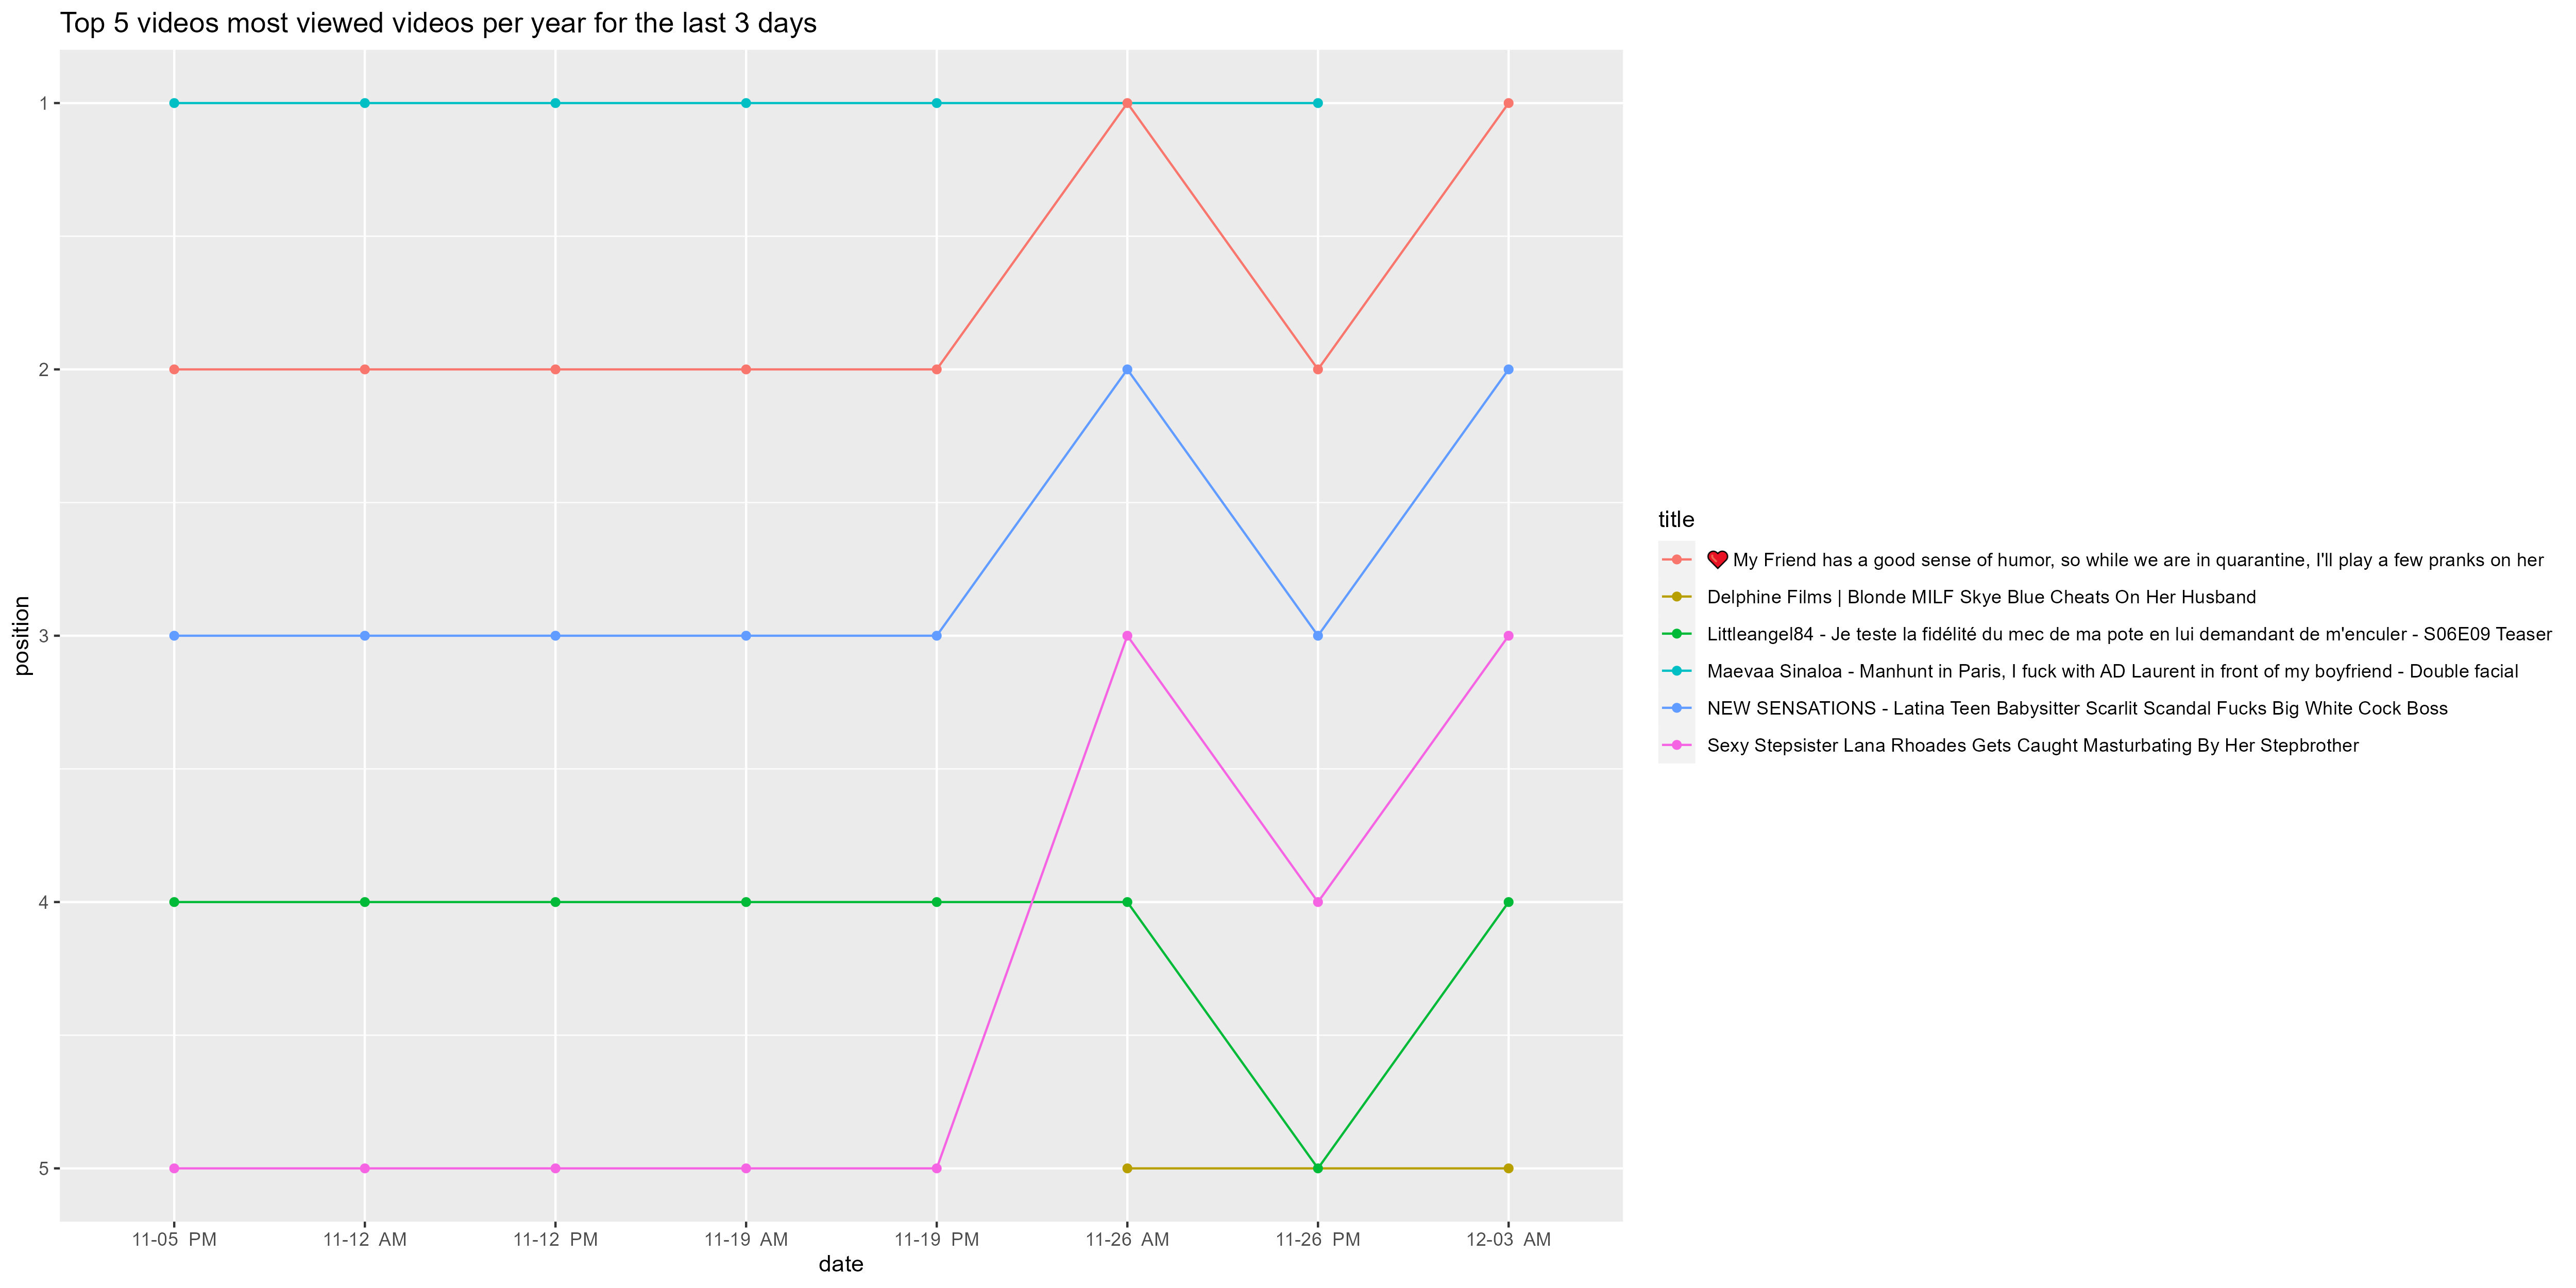 Top 5 videos most viewed videos per year for the last 3 days
position
1
2
3
4
5
11-05 PM
11-12 AM
11-12 PM
11-19 AM
11-19 PM
11-26 AM
11-26 PM
12-03 AM
date
title
❤️ My Friend has a good sense of humor, so while we are in quarantine, I'll play a few pranks on her
Delphine Films | Blonde MILF Skye Blue Cheats On Her Husband
Littleangel84 - Je teste la fidélité du mec de ma pote en lui demandant de m'enculer - S06E09 Teaser
Maevaa Sinaloa - Manhunt in Paris, I fuck with AD Laurent in front of my boyfriend - Double facial
NEW SENSATIONS - Latina Teen Babysitter Scarlit Scandal Fucks Big White Cock Boss
Sexy Stepsister Lana Rhoades Gets Caught Masturbating By Her Stepbrother